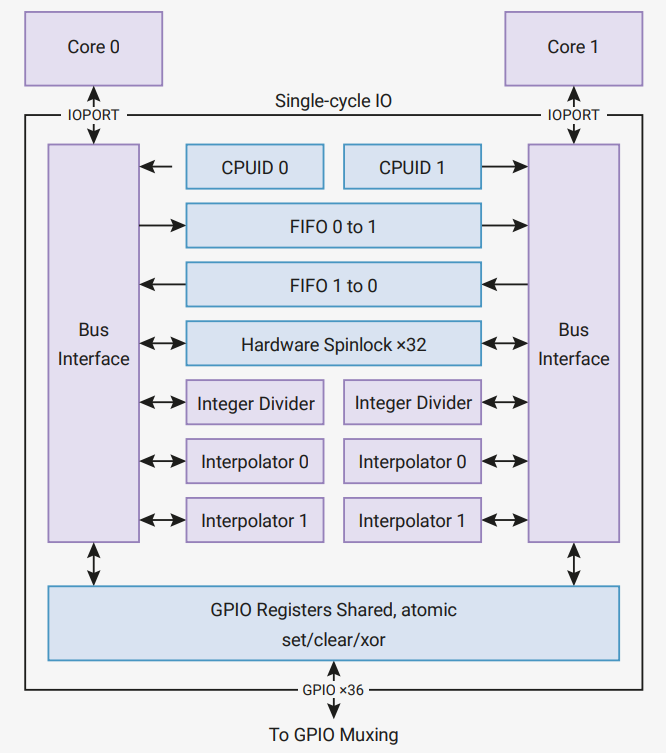 Core 0
Core 1
Single-cycle IO
IOPORT
IOPORT
CPUID 0
CPUID 1
FIFO 0 to 1
FIFO 1 to 0
Bus
Interface
Hardware Spinlock ×32
Bus
Interface
Integer Divider
Integer Divider
Interpolator 0
Interpolator 0
Interpolator 1
Interpolator 1
GPIO Registers Shared, atomic
set/clear/xor
GPIO ×36
To GPIO Muxing